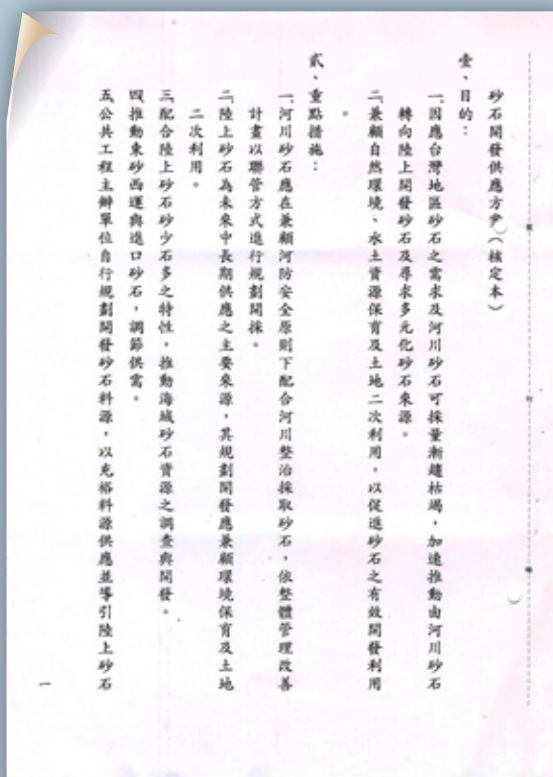 砂石開發供應方案（核定本）
壹、目的：
一、因應台灣地區砂石之需求及河川砂石可採量漸趨枯竭，加速推動由河川砂石
轉向陸上開發砂石及尋求多元化砂石來源。
二、兼顧自然環境、水土資源保育及土地二次利用，以促進砂石之有效開發利用
。
貳、重點措施：
一、河川砂石應在兼顧河防安全原則下配合河川整治採取砂石，依整體管理改善
計畫以聯管方式進行規劃開採。
二、陸上砂石為未來中長期供應之主要來源，其規劃開發應兼顧環境保育及土地
二次利用。
三、配合陸上砂石砂少石多之特性，推動海域砂石資源之調查與開發。
四、推動東砂西運與進口砂石，調節供需。
五、公共工程主辦單位自行規劃開發砂石料源，以充裕料源供應並導引陸上砂石
一